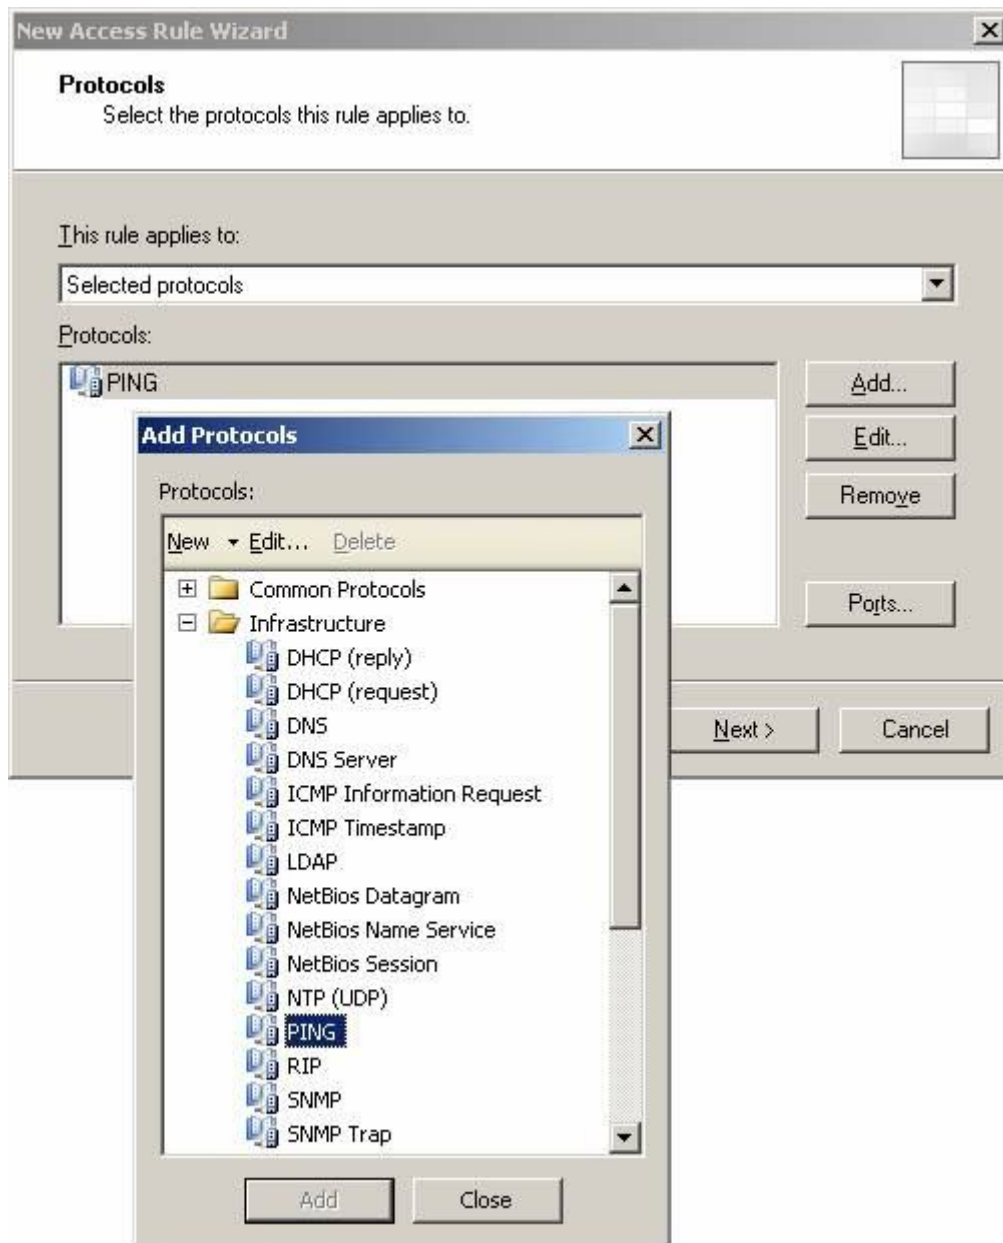 New Access Rule Wizard
Protocols
Select the protocols this rule applies to.
This rule applies to:
Selected protocols
Protocols:
PING
Add...
Edit...
Remove
Ports...
Next >
Cancel
Add Protocols
Protocols:
New Edit... Delete
Common Protocols
Infrastructure
DHCP (reply)
DHCP (request)
DNS
DNS Server
ICMP Information Request
ICMP Timestamp
LDAP
NetBios Datagram
NetBios Name Service
NetBios Session
NTP (UDP)
PING
RIP
SNMP
SNMP Trap
Add Close